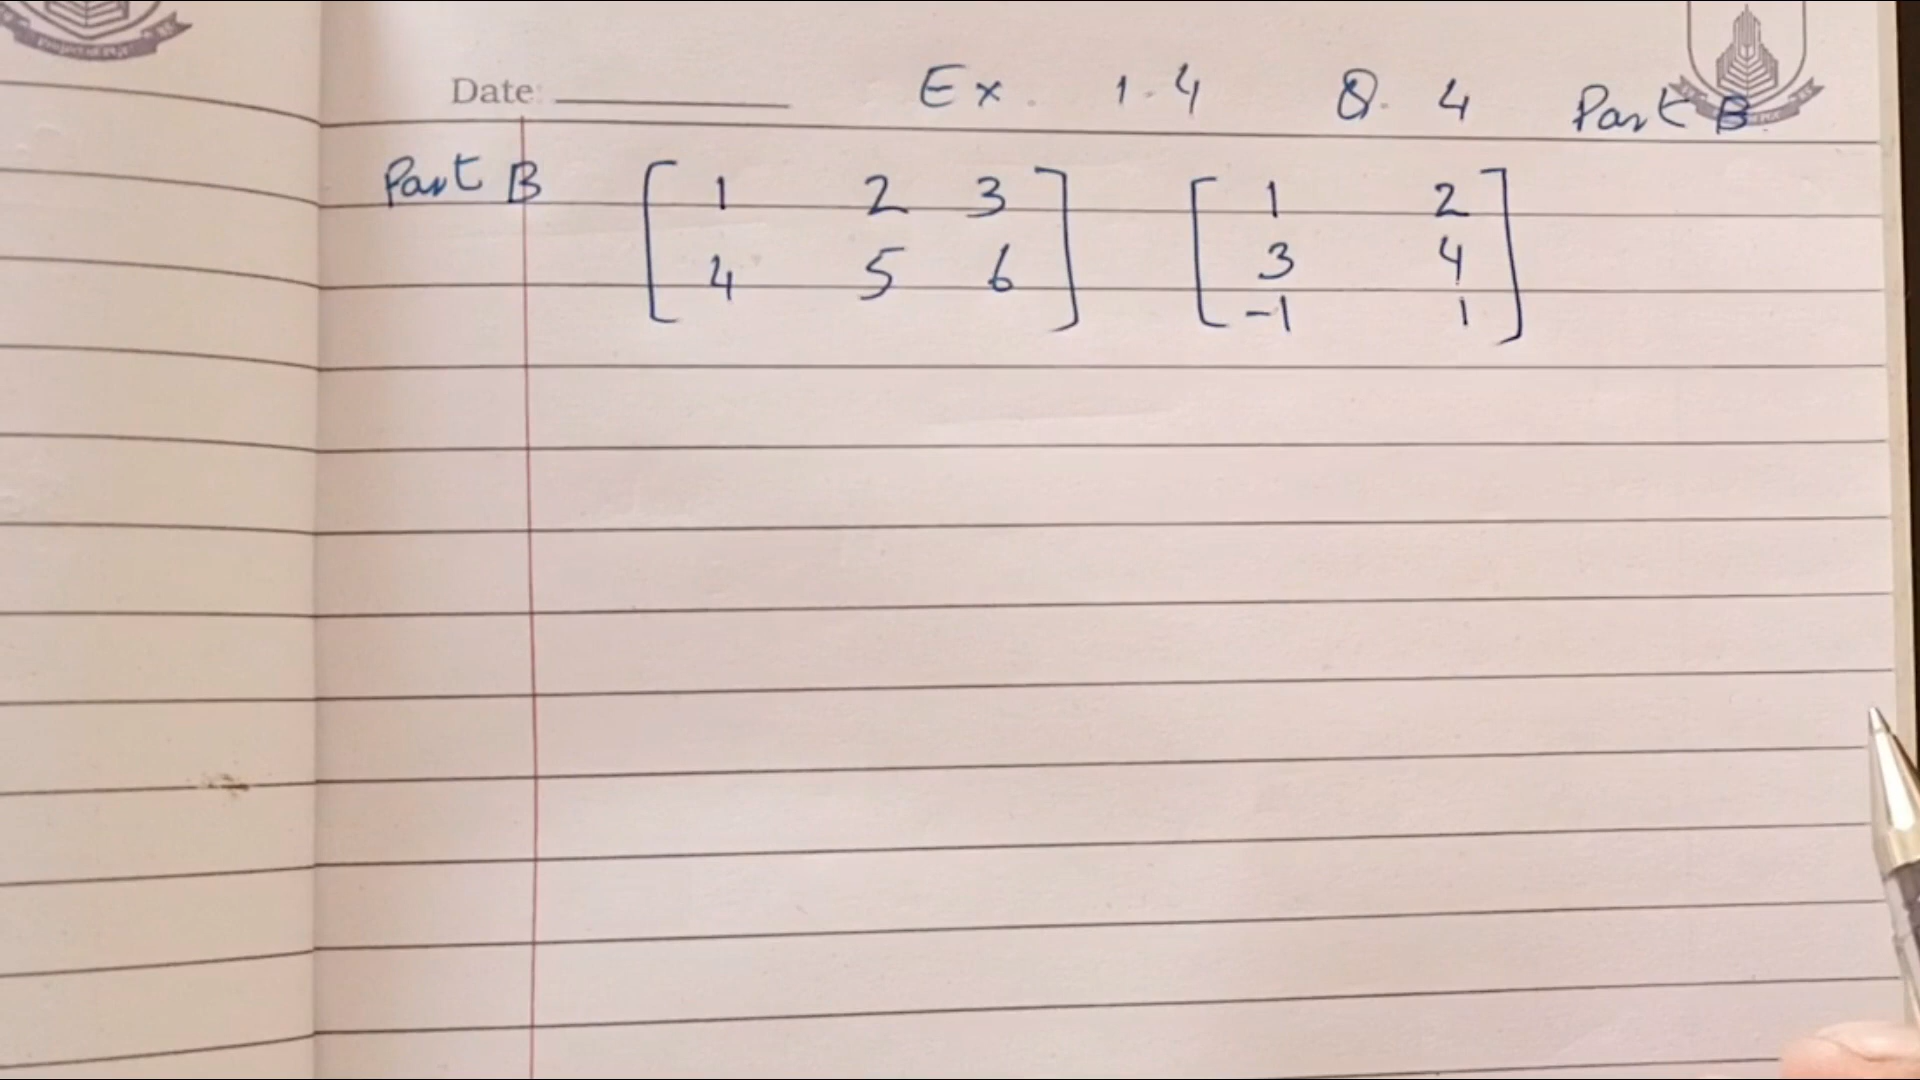 Date: Ex. 1.4 Q. 4 Part B
Part B [ 1 2 3 ] [ 1 2 ]
4 5 6 3 4
-1 1